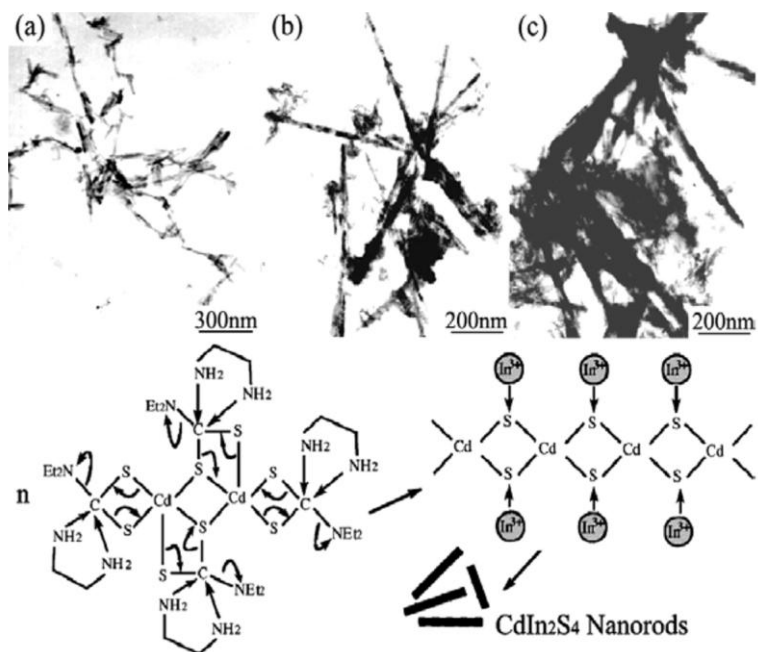 (a)
(b)
(c)
300nm
200nm
200nm
NH2
NH2
Et2N
C
S
Et2N
S
S
S
NH2
C
Cd
Cd
C
NH2
n
S
S
S
NEt2
NH2
S
C
NEt2
NH2
NH2
NH2
In3+
In3+
In3+
S
S
S
Cd
Cd
Cd
Cd
S
S
S
In3+
In3+
In3+
CdIn2S4 Nanorods